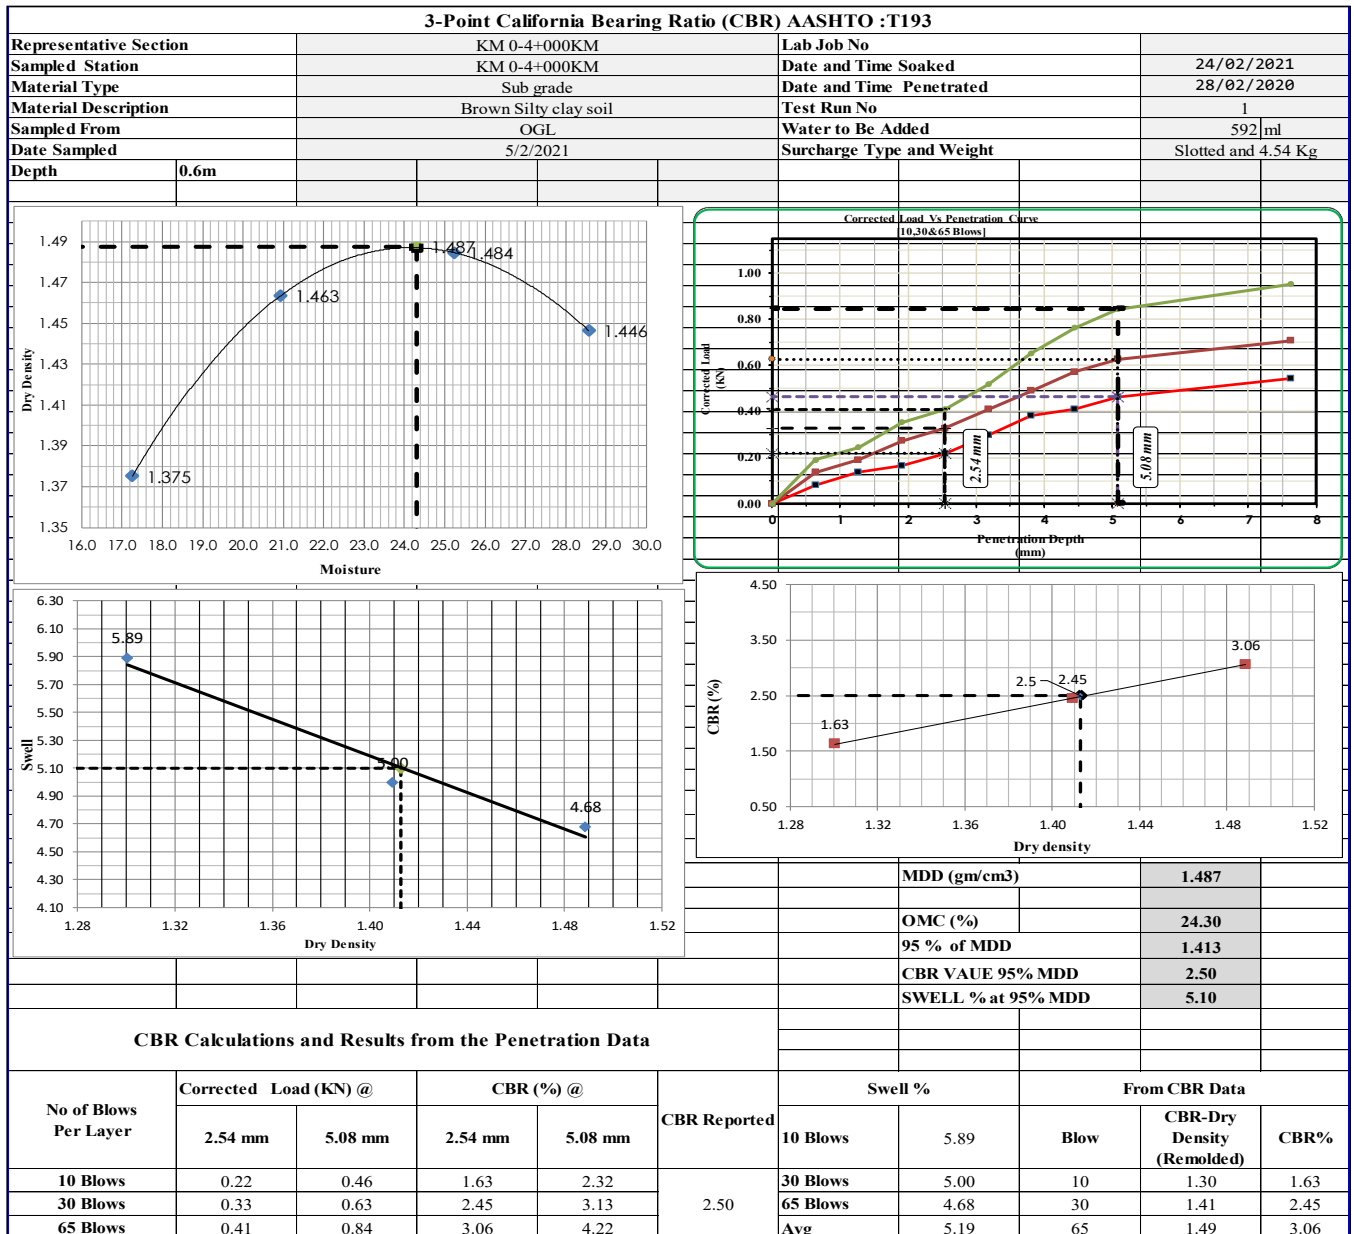 3-Point California Bearing Ratio (CBR) AASHTO :T193
Representative Section KM 0-4+000KM Lab Job No
Sampled Station KM 0-4+000KM Date and Time Soaked 24/02/2021
Material Type Sub grade Date and Time Penetrated 28/02/2020
Material Description Brown Silty clay soil Test Run No 1
Sampled From OGL Water to Be Added 592 ml
Date Sampled 5/2/2021 Surcharge Type and Weight Slotted and 4.54 Kg
Depth 0.6m
1.49
1.47
1.45
1.43
1.41
1.39
1.37
1.35
Dry Density
1.487
1.484
1.463
1.446
1.375
16.0 17.0 18.0 19.0 20.0 21.0 22.0 23.0 24.0 25.0 26.0 27.0 28.0 29.0 30.0
Moisture
Corrected Load Vs Penetration Curve
[10,30&65 Blows]
1.00
0.80
0.60
0.40
0.20
0.00
Corrected Load
(KN)
2.54 mm
5.08 mm
0 1 2 3 4 5 6 7 8
Penetration Depth
(mm)
6.30
6.10
5.90
5.70
5.50
5.30
5.10
4.90
4.70
4.50
4.30
4.10
Swell
5.89
5.00
4.68
1.28 1.32 1.36 1.40 1.44 1.48 1.52
Dry Density
4.50
3.50
2.50
1.50
0.50
CBR (%)
3.06
2.5 2.45
1.63
1.28 1.32 1.36 1.40 1.44 1.48 1.52
Dry density
MDD (gm/cm3) 1.487
OMC (%) 24.30
95 % of MDD 1.413
CBR VAUE 95% MDD 2.50
SWELL % at 95% MDD 5.10
CBR Calculations and Results from the Penetration Data
No of Blows
Per Layer
Corrected Load (KN) @ CBR (%) @
2.54 mm 5.08 mm 2.54 mm 5.08 mm
CBR Reported
Swell % From CBR Data
10 Blows 5.89 Blow
CBR-Dry
Density
(Remolded)
CBR%
10 Blows 0.22 0.46 1.63 2.32 30 Blows 5.00 10 1.30 1.63
30 Blows 0.33 0.63 2.45 3.13 2.50 65 Blows 4.68 30 1.41 2.45
65 Blows 0.41 0.84 3.06 4.22 Avg 5.19 65 1.49 3.06